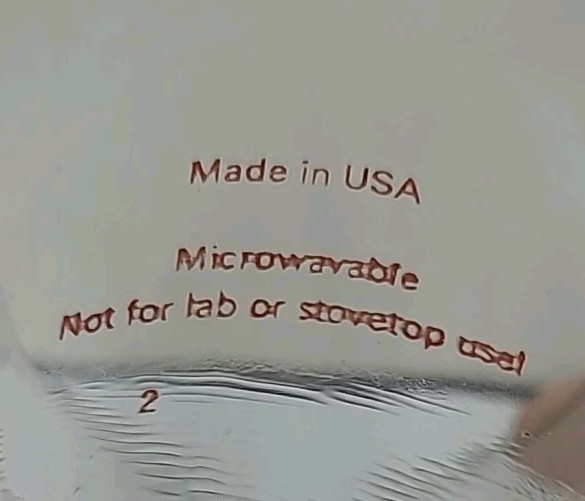 Made in USA
Microwavable
Not for lab or stovetop use!
2